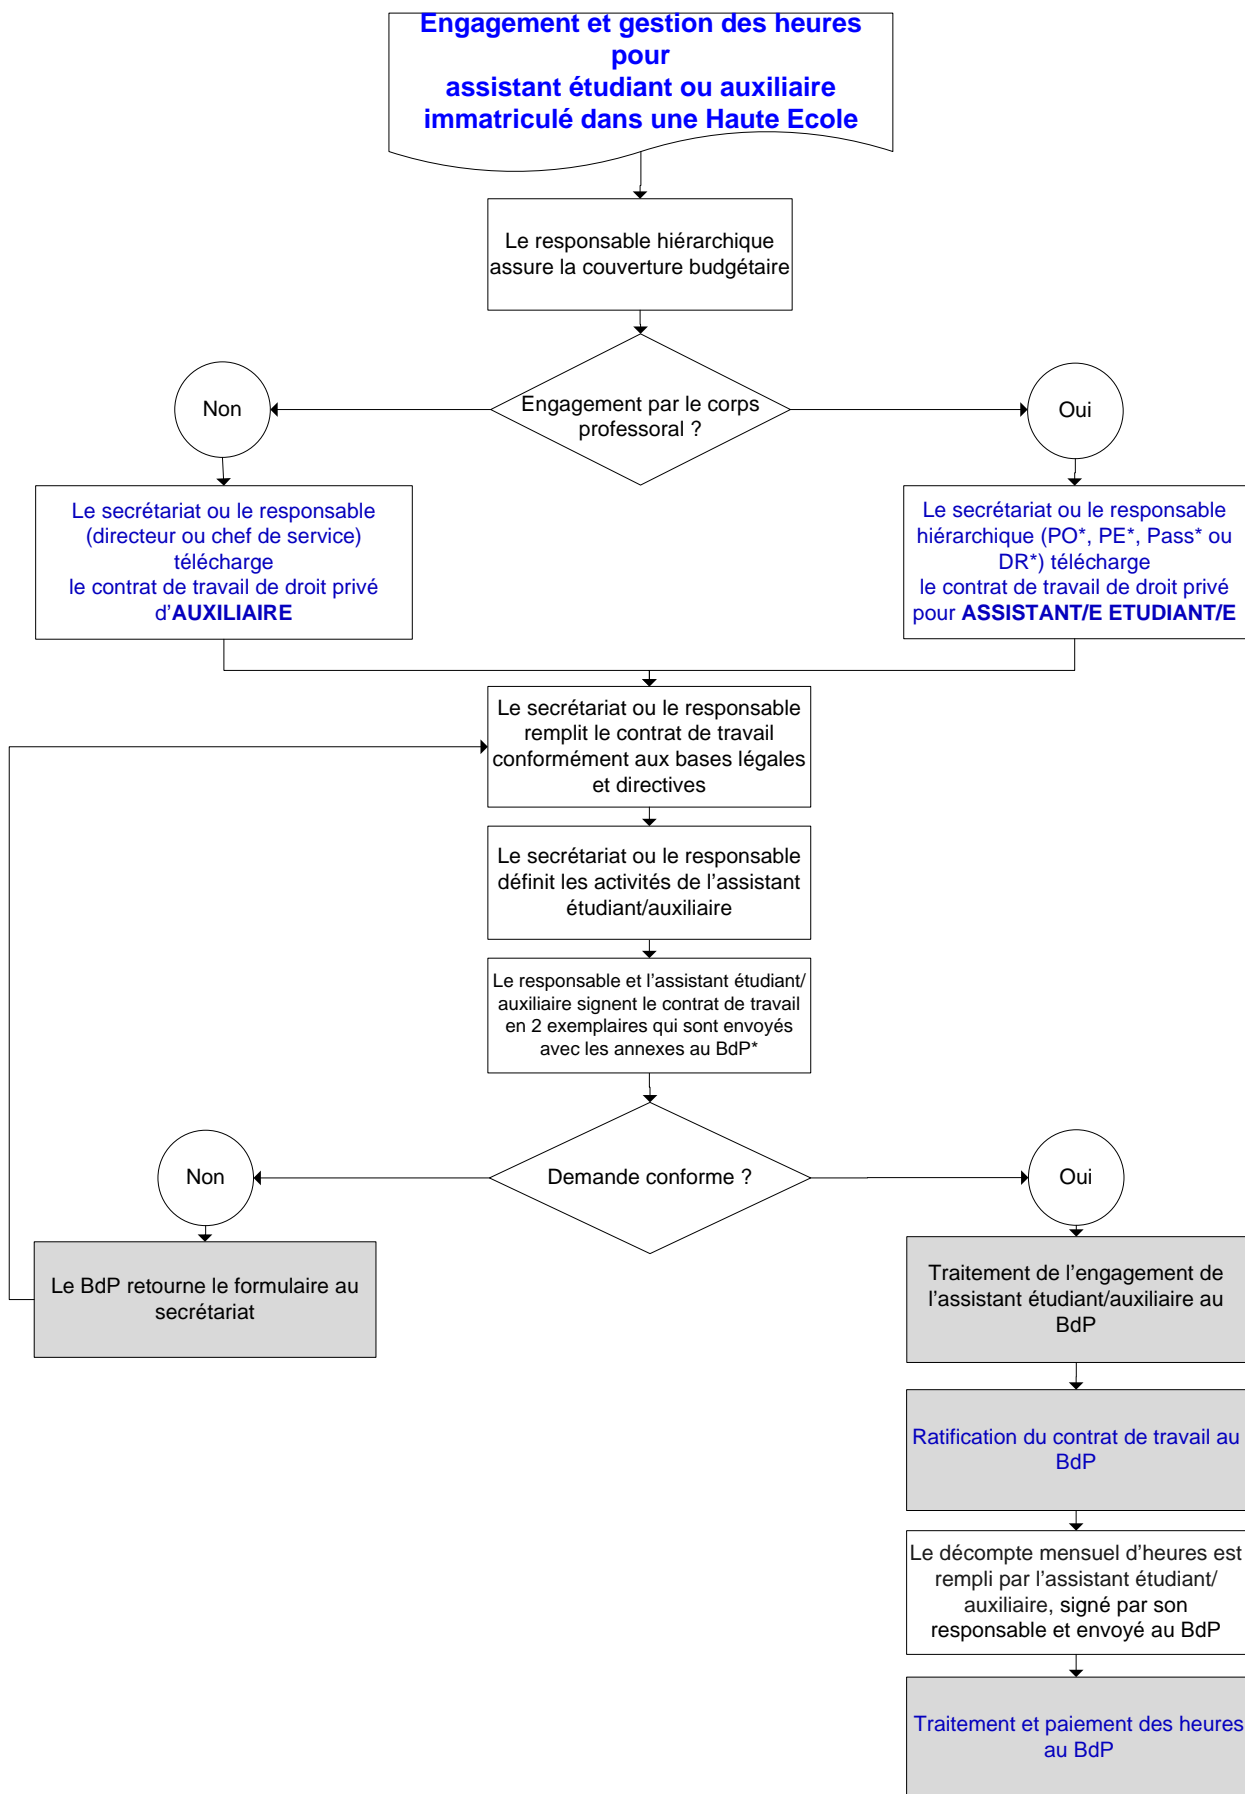 Engagement et gestion des heures
pour
assistant étudiant ou auxiliaire
immatriculé dans une Haute Ecole
Le responsable hiérarchique
assure la couverture budgétaire
Engagement par le corps
professoral ?
Non
Oui
Le secrétariat ou le responsable
(directeur ou chef de service)
télécharge
le contrat de travail de droit privé
d'AUXILIAIRE
Le secrétariat ou le responsable
hiérarchique (PO*, PE*, Pass* ou
DR*) télécharge
le contrat de travail de droit privé
pour ASSISTANT/E ETUDIANT/E
Le secrétariat ou le responsable
remplit le contrat de travail
conformément aux bases légales
et directives
Le secrétariat ou le responsable
définit les activités de l'assistant
étudiant/auxiliaire
Le responsable et l'assistant étudiant/
auxiliaire signent le contrat de travail
en 2 exemplaires qui sont envoyés
avec les annexes au BdP*
Demande conforme ?
Non
Oui
Le BdP retourne le formulaire au
secrétariat
Traitement de l'engagement de
l'assistant étudiant/auxiliaire au
BdP
Ratification du contrat de travail au
BdP
Le décompte mensuel d'heures est
rempli par l'assistant étudiant/
auxiliaire, signé par son
responsable et envoyé au BdP
Traitement et paiement des heures
au BdP